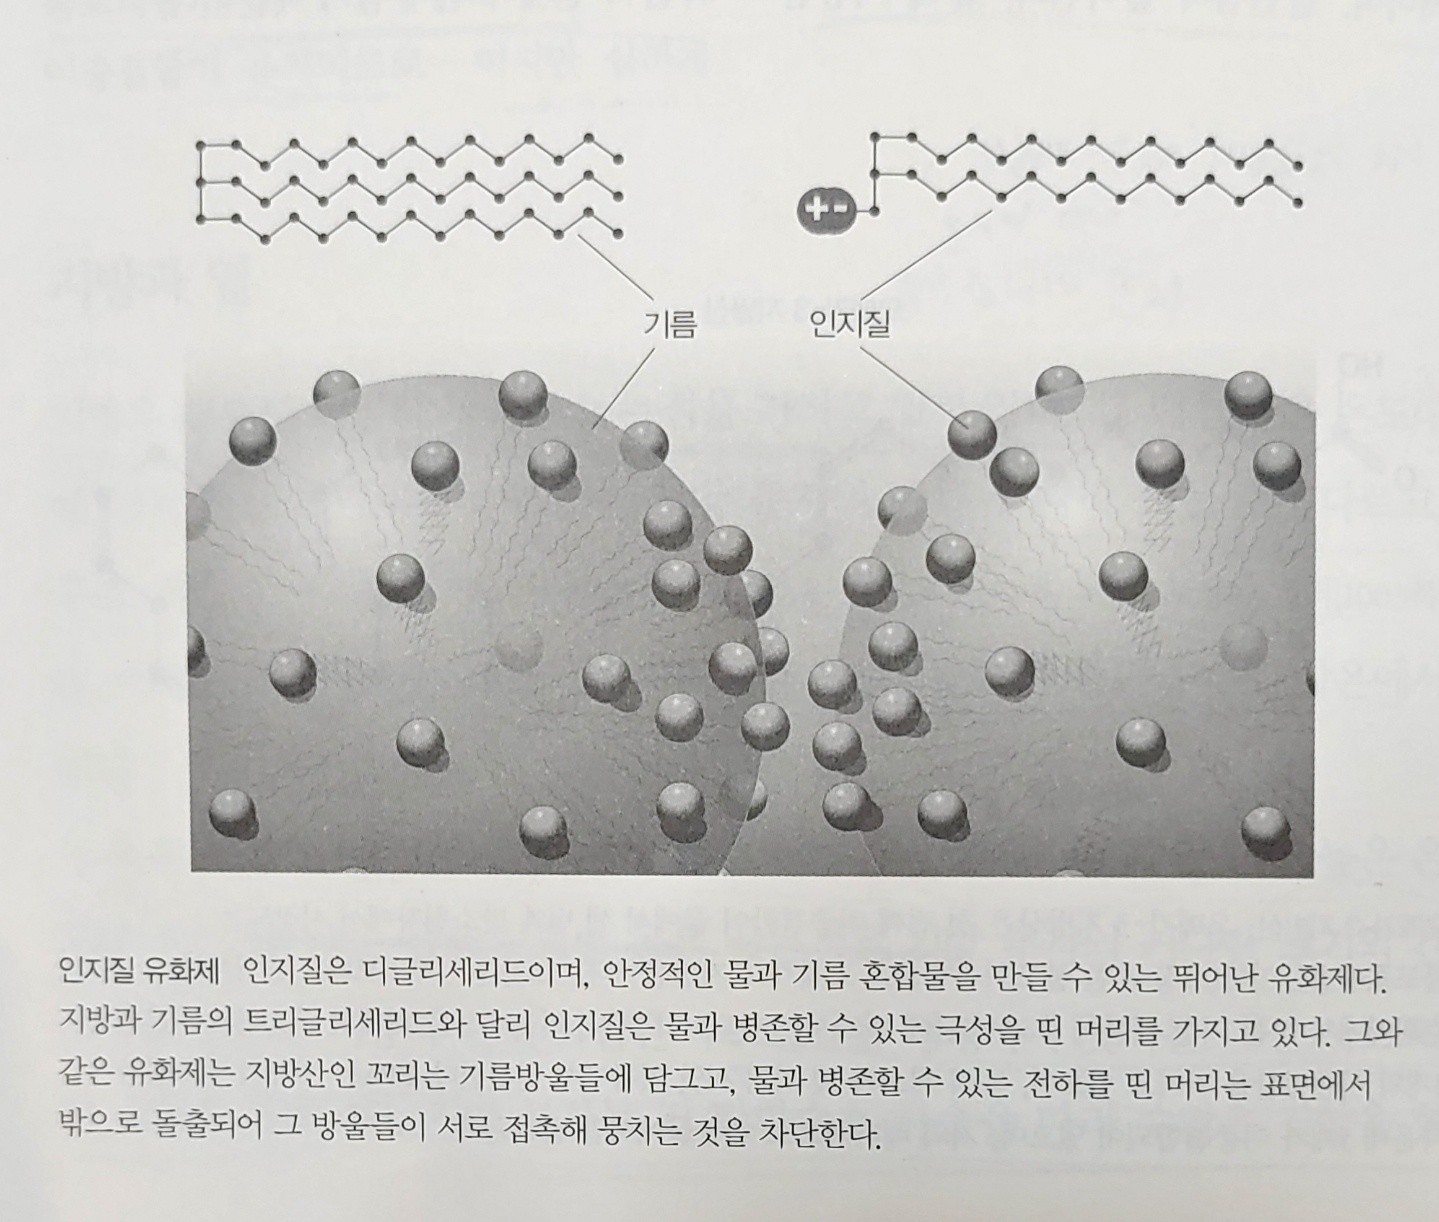 +-
기름
인지질
인지질 유화제 인지질은 디글리세리드이며, 안정적인 물과 기름 혼합물을 만들 수 있는 뛰어난 유화제다.
지방과 기름의 트리글리세리드와 달리 인지질은 물과 병존할 수 있는 극성을 띤 머리를 가지고 있다. 그와
같은 유화제는 지방산인 꼬리는 기름방울들에 담그고, 물과 병존할 수 있는 전하를 띤 머리는 표면에서
밖으로 돌출되어 그 방울들이 서로 접촉해 뭉치는 것을 차단한다.